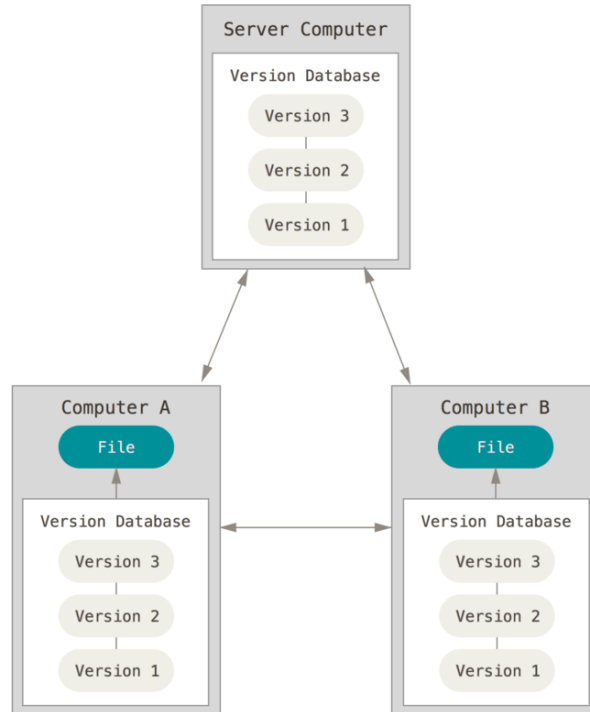 Server Computer
Version Database
Version 3
Version 2
Version 1
Computer A
File
Version Database
Version 3
Version 2
Version 1
Computer B
File
Version Database
Version 3
Version 2
Version 1